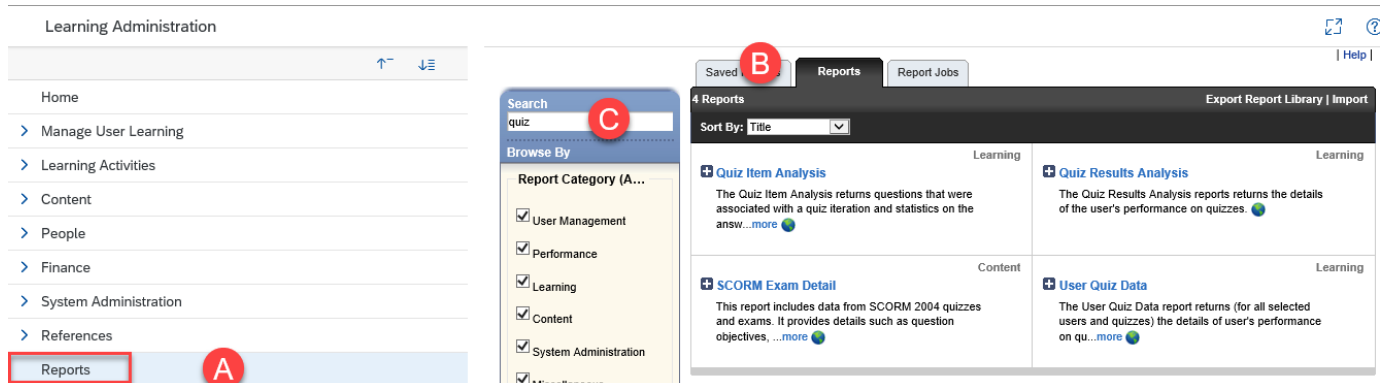 Learning Administration
Home
Manage User Learning
Learning Activities
Content
People
Finance
System Administration
References
Reports
A
| Help |
Saved
B
Reports
Report Jobs
Search
quiz
C
Browse By
Report Category (A...
User Management
Performance
Learning
Content
System Administration
4 Reports
Export Report Library | Import
Sort By: Title
Learning
Quiz Item Analysis
The Quiz Item Analysis returns questions that were
associated with a quiz iteration and statistics on the
answ...more
Learning
Quiz Results Analysis
The Quiz Results Analysis reports returns the details
of the user's performance on quizzes.
Content
SCORM Exam Detail
This report includes data from SCORM 2004 quizzes
and exams. It provides details such as question
objectives, ...more
Learning
User Quiz Data
The User Quiz Data report returns (for all selected
users and quizzes) the details of user's performance
on qu...more